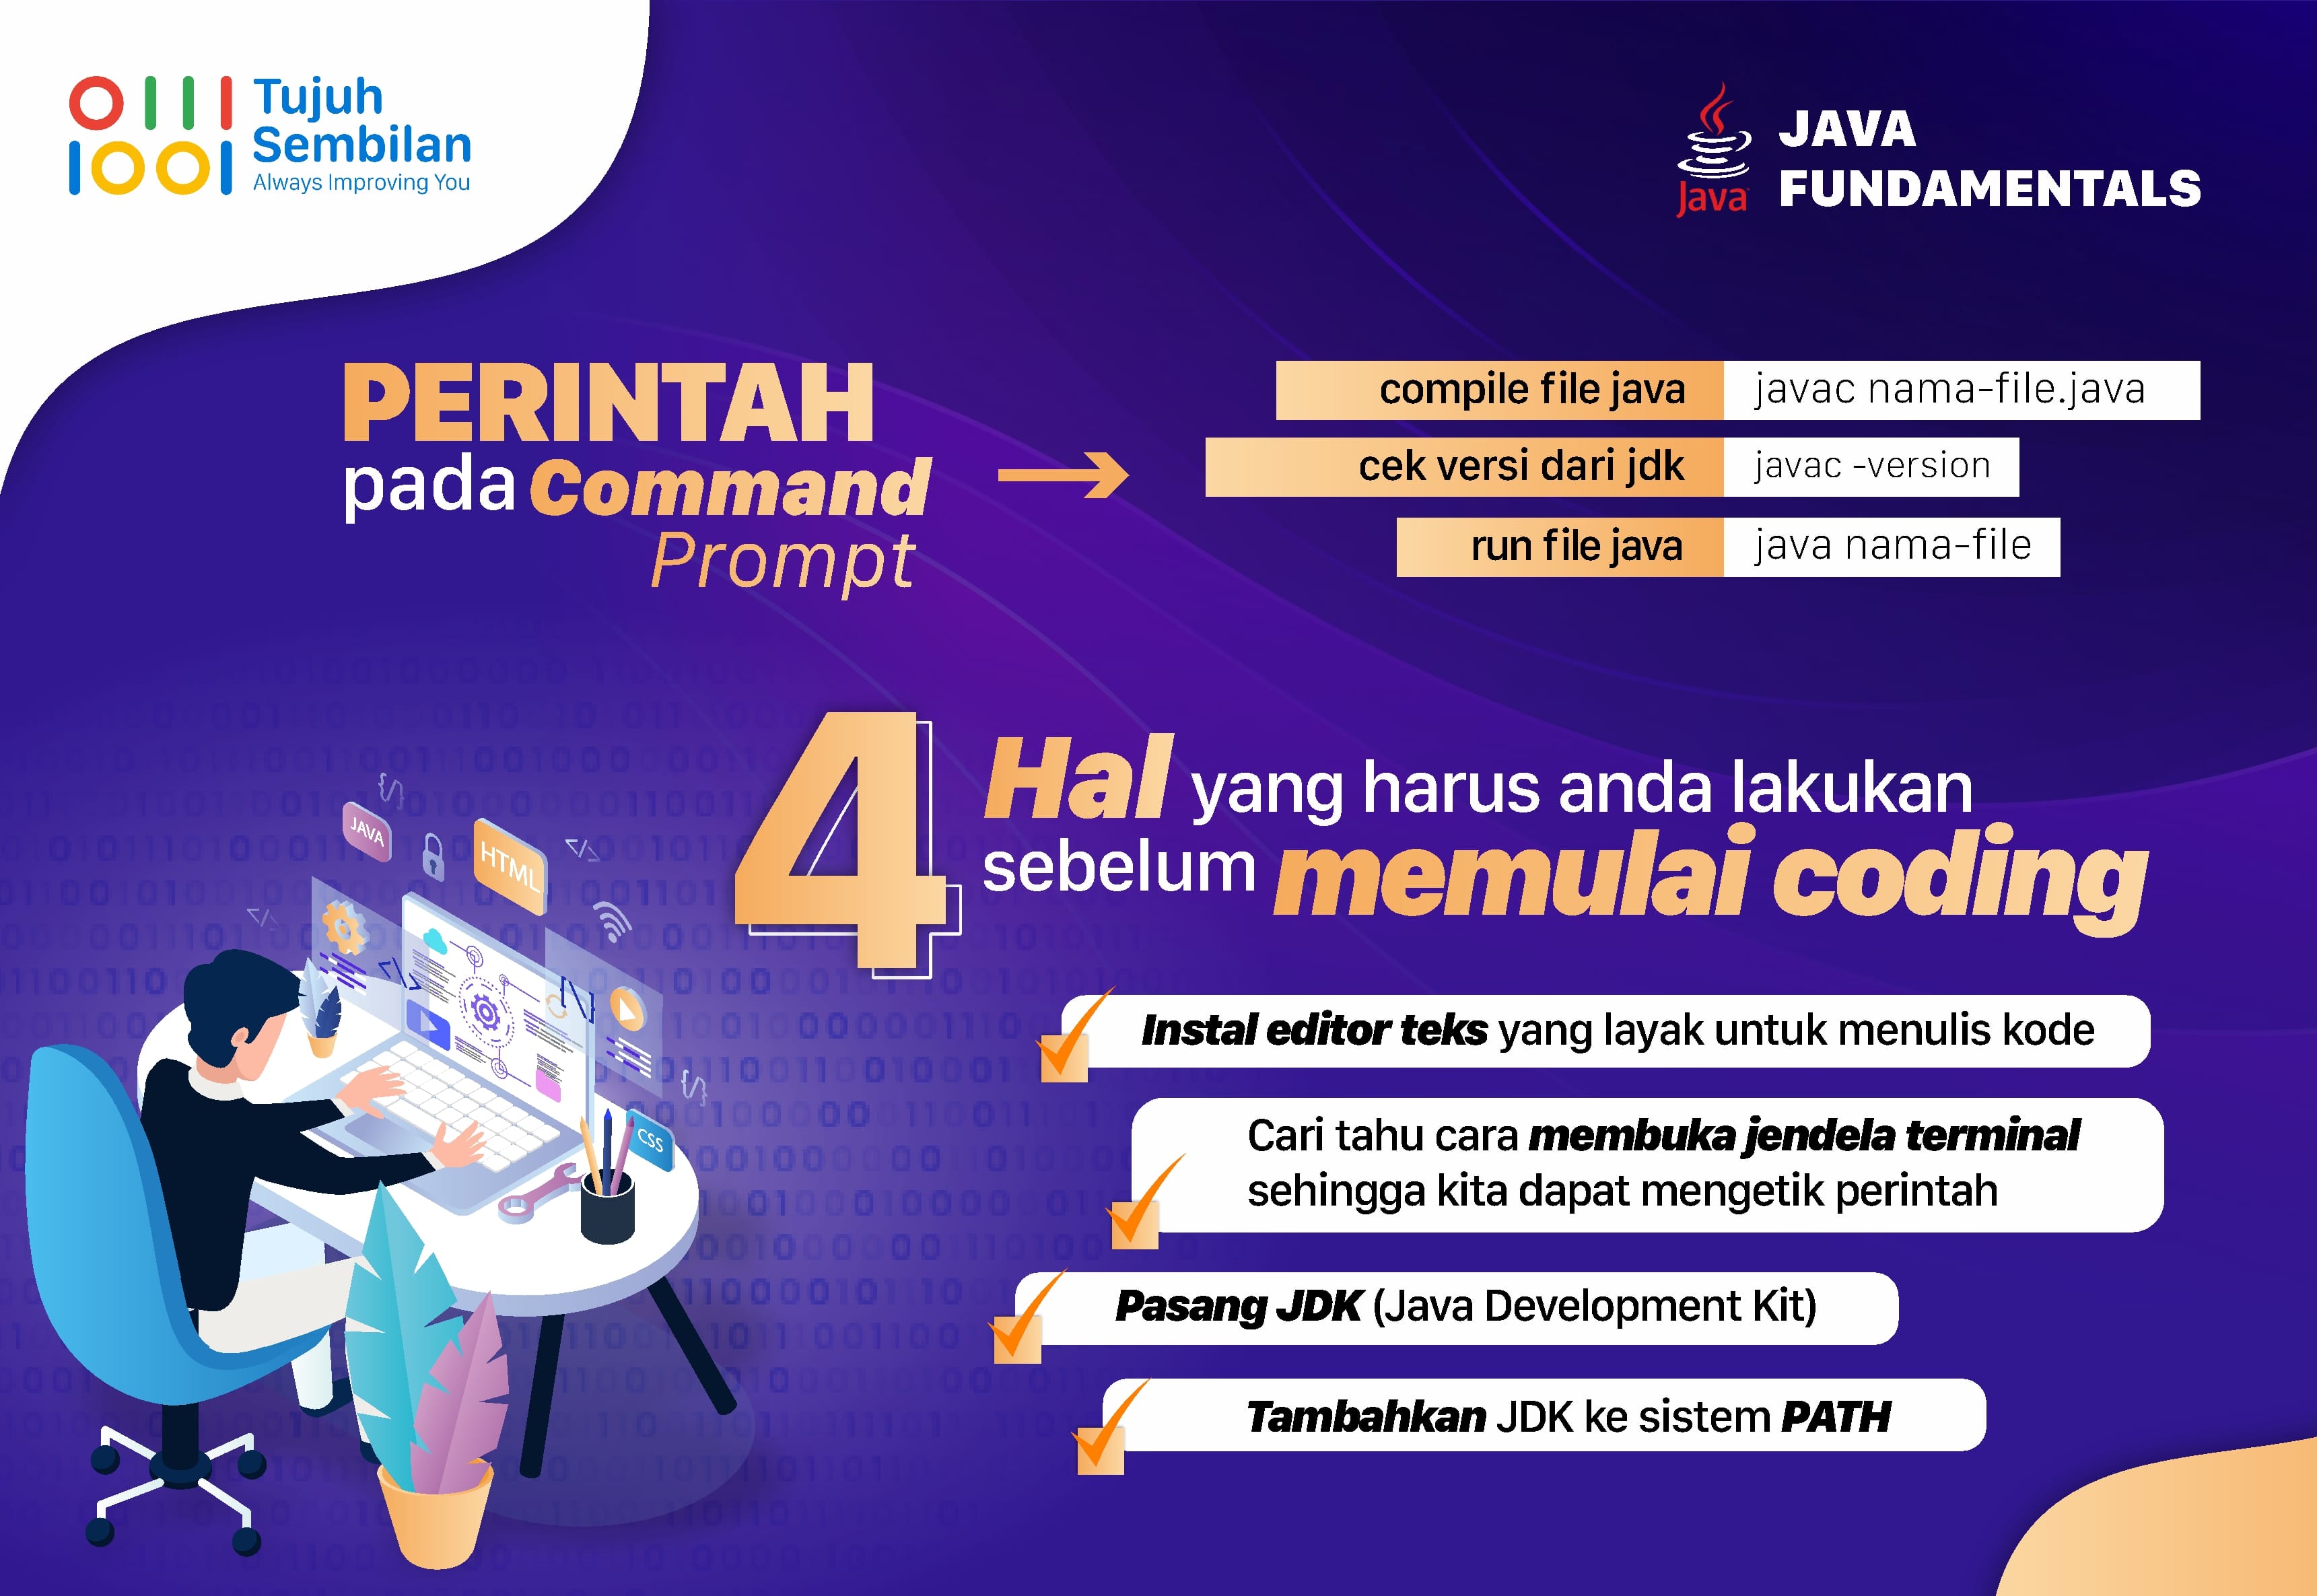 Tujuh
Sembilan
Always Improving You
Java
JAVA
FUNDAMENTALS
PERINTAH
pada Command
Prompt
compile file java javac nama-file.java
cek versi dari jdk javac -version
run file java java nama-file
4 Hal yang harus anda lakukan
sebelum memulai coding
JAVA
HTML
CSS
Instal editor teks yang layak untuk menulis kode
Cari tahu cara membuka jendela terminal
sehingga kita dapat mengetik perintah
Pasang JDK (Java Development Kit)
Tambahkan JDK ke sistem PATH